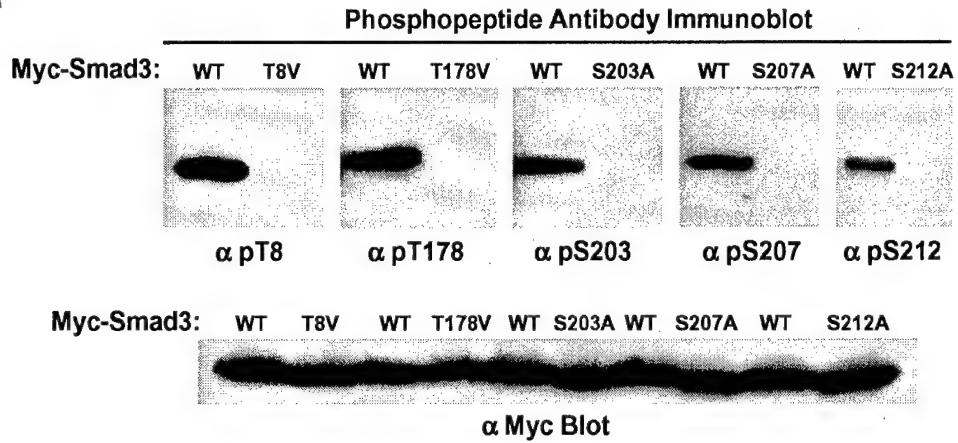 Phosphopeptide Antibody Immunoblot
Myc-Smad3: WT T8V WT T178V WT S203A WT S207A WT S212A
α pT8 α pT178 α pS203 α pS207 α pS212
Myc-Smad3: WT T8V WT T178V WT S203A WT S207A WT S212A
α Myc Blot